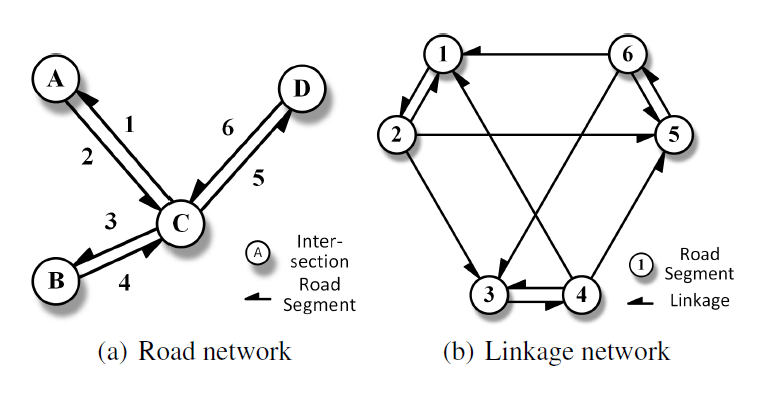 A
D
1
6
2
5
C
3
B
4
A
Inter-
section
Road
Segment
(a) Road network
1
6
2
5
3
4
1
Road
Segment
Linkage
(b) Linkage network